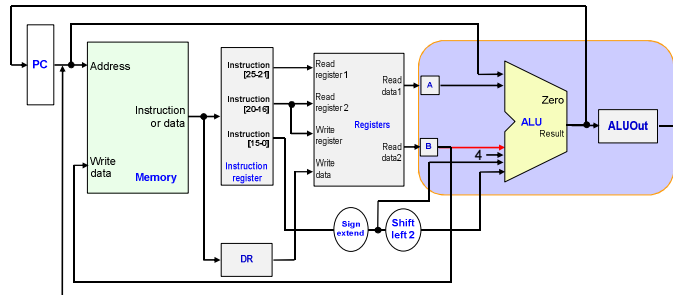 PC
Address
Instruction
or data
Write
data
Memory
Instruction
[25-21]
Instruction
[20-16]
Instruction
[15-0]
Instruction
register
DR
Read
register 1
Read
register 2
Write
register
Write
data
Registers
Read
data1
Read
data2
Sign
extend
Shift
left 2
A
B
4
Zero
ALU
Result
ALUOut